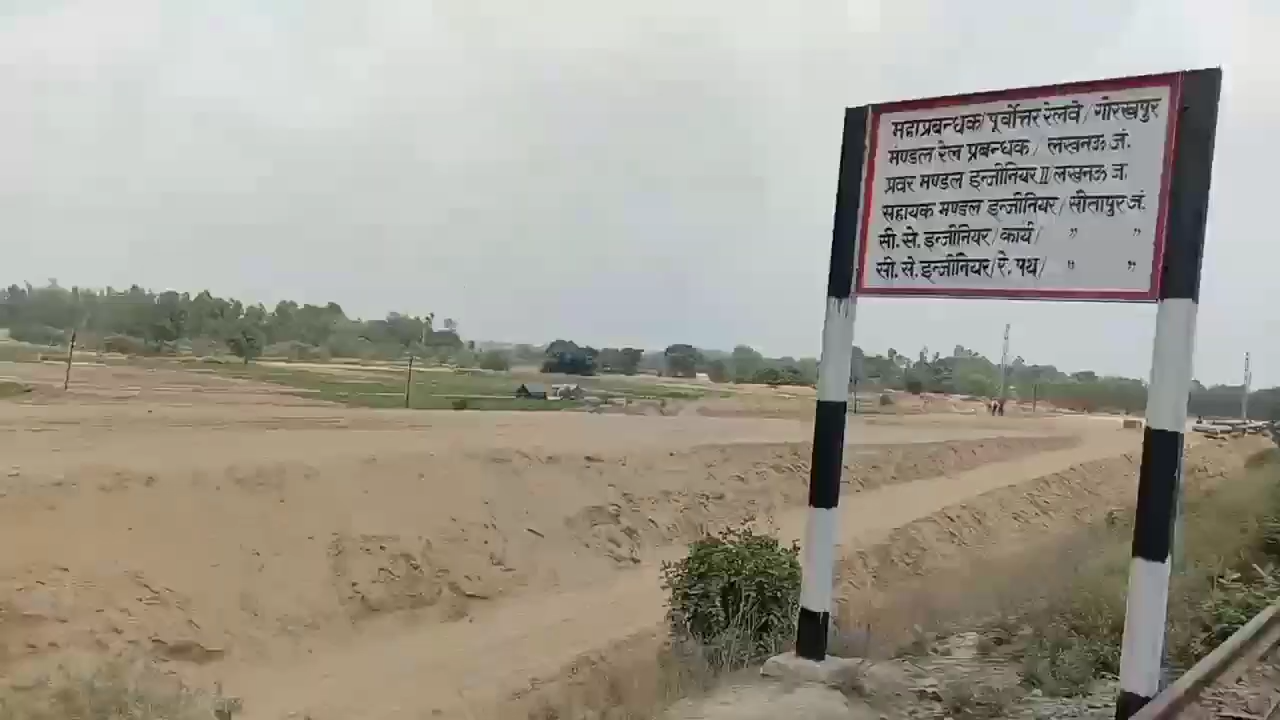 महाप्रबन्धक/पूर्वोत्तर रेलवे/गोरखपुर
मण्डल रेल प्रबन्धक/ लखनऊ जं.
प्रवर मण्डल इन्जीनियर II लखनऊ जं.
सहायक मण्डल इन्जीनियर/सीतापुर जं.
सी. से. इन्जीनियर/कार्य/ " "
सी. से. इन्जीनियर/रे. पथ/ " "